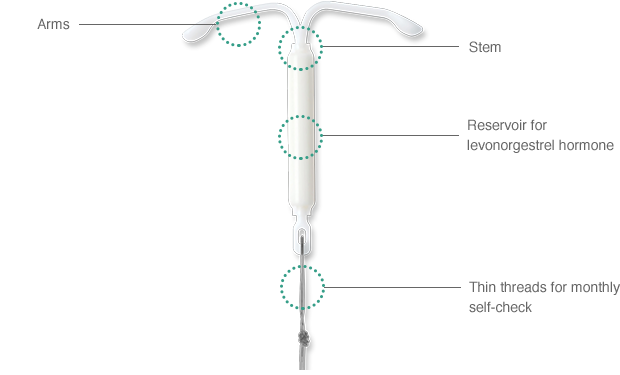 Arms
Stem
Reservoir for
levonorgestrel hormone
Thin threads for monthly
self-check